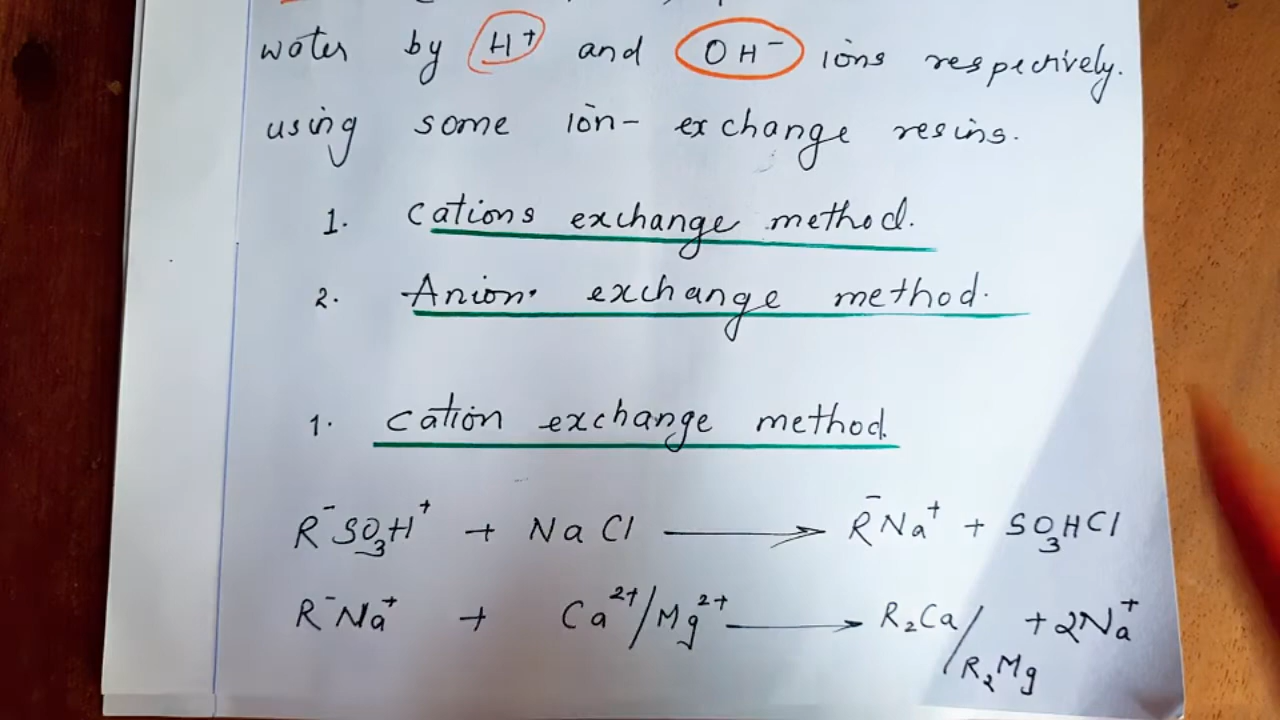 water by H⁺ and OH⁻ ions respectively.
using some ion- exchange resins.
1. Cations exchange method.
2. Anion exchange method.
1. Cation exchange method.
R⁻SO₃H⁺ + NaCl ⟶ R⁻Na⁺ + SO₃HCl
R⁻Na⁺ + Ca²⁺/Mg²⁺ ⟶ R₂Ca/R₂Mg + 2Na⁺